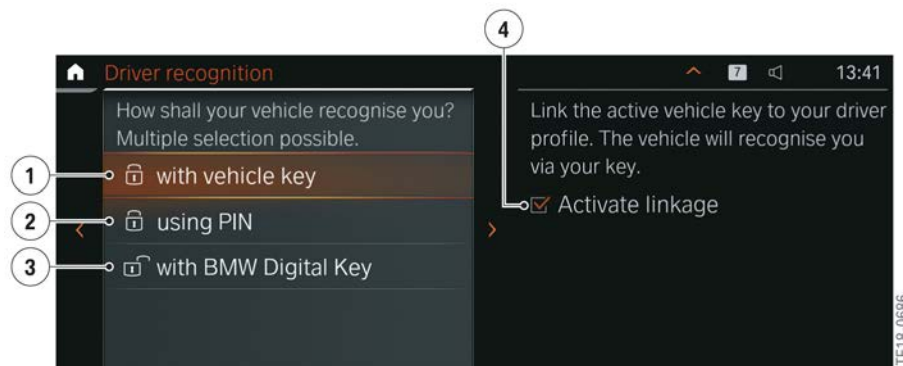 4
Driver recognition
7
13:41
How shall your vehicle recognise you?
Multiple selection possible.
1
with vehicle key
2
using PIN
3
with BMW Digital Key
Link the active vehicle key to your driver
profile. The vehicle will recognise you
via your key.
Activate linkage
TE18-0686